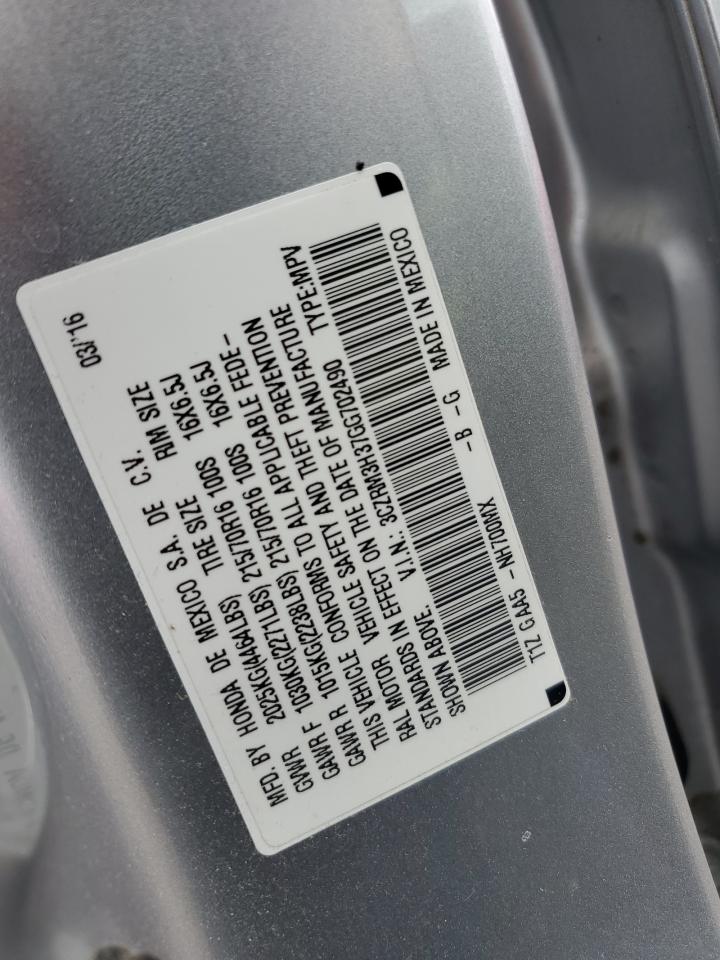 03/'16
MFD. BY HONDA DE MEXICO S.A. DE C.V.
TIRE SIZE RIM SIZE
GVWR 2025KG(4464LBS)
GAWR F 1030KG(2271LBS) 215/70R16 100S 16X6.5J
GAWR R 1015KG(2238LBS) 215/70R16 100S 16X6.5J
THIS VEHICLE CONFORMS TO ALL APPLICABLE FEDE-
RAL MOTOR VEHICLE SAFETY AND THEFT PREVENTION
STANDARDS IN EFFECT ON THE DATE OF MANUFACTURE
SHOWN ABOVE. V.I.N.: 3CZRM3H37GG702490 TYPE:MPV
T1Z GAA5 - NH700MX -B -G MADE IN MEXICO